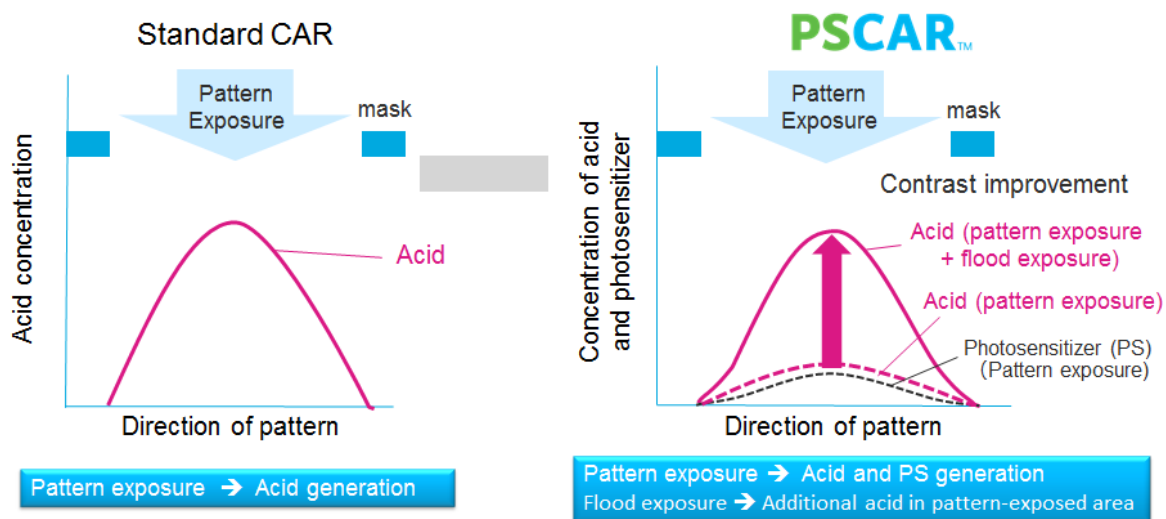 Standard CAR
Pattern
Exposure
mask
Acid concentration
Acid
Direction of pattern
Pattern exposure ➔ Acid generation
PSCAR™
Pattern
Exposure
mask
Concentration of acid
and photosensitizer
Contrast improvement
Acid (pattern exposure
+ flood exposure)
Acid (pattern exposure)
Photosensitizer (PS)
(Pattern exposure)
Direction of pattern
Pattern exposure ➔ Acid and PS generation
Flood exposure ➔ Additional acid in pattern-exposed area